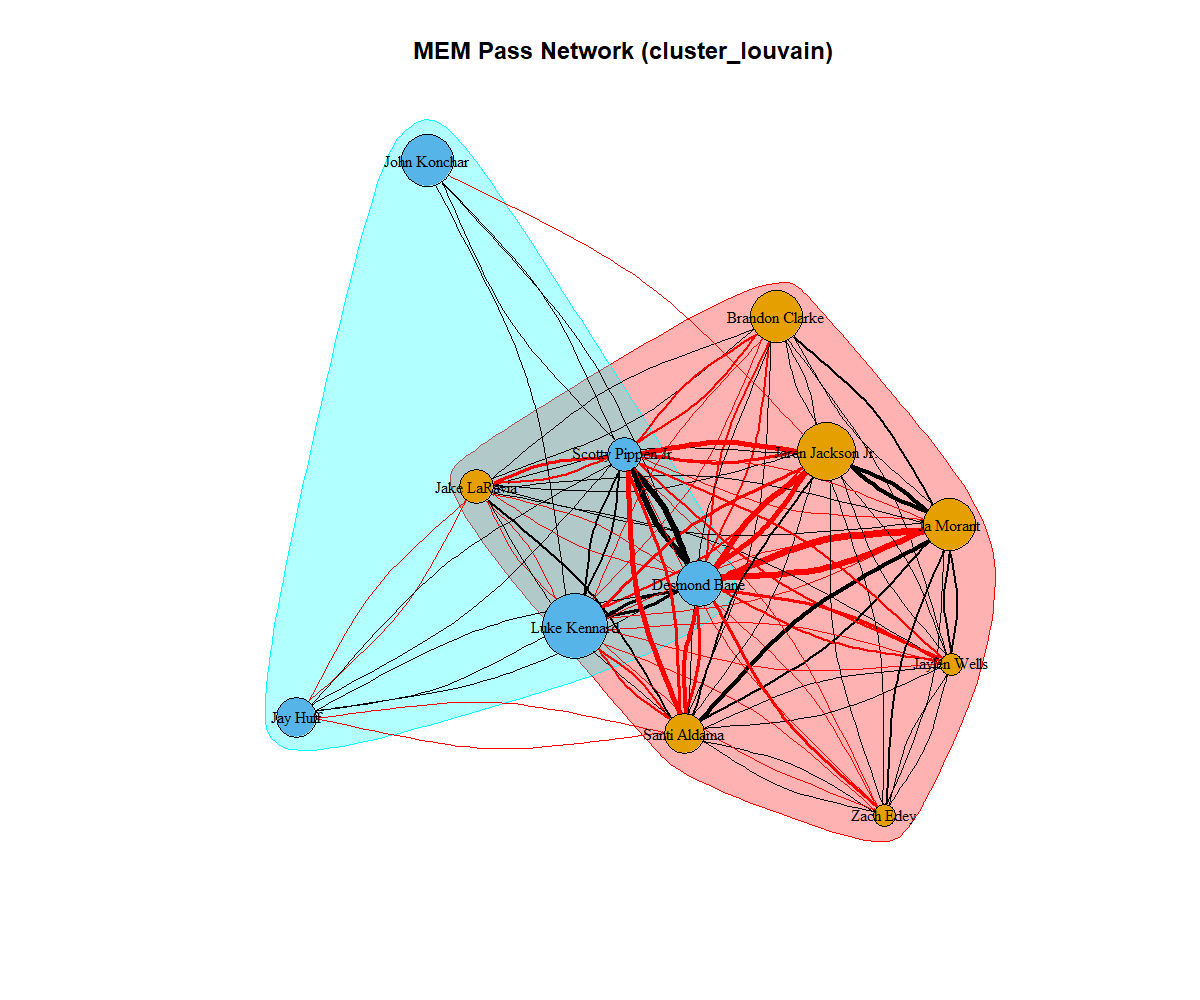 MEM Pass Network (cluster_louvain)
John Konchar
Brandon Clarke
Scotty Pippen Jr
Jaren Jackson Jr
Jake LaRavia
Ja Morant
Desmond Bane
Luke Kennard
Jaylen Wells
Jay Huff
Santi Aldama
Zach Edey